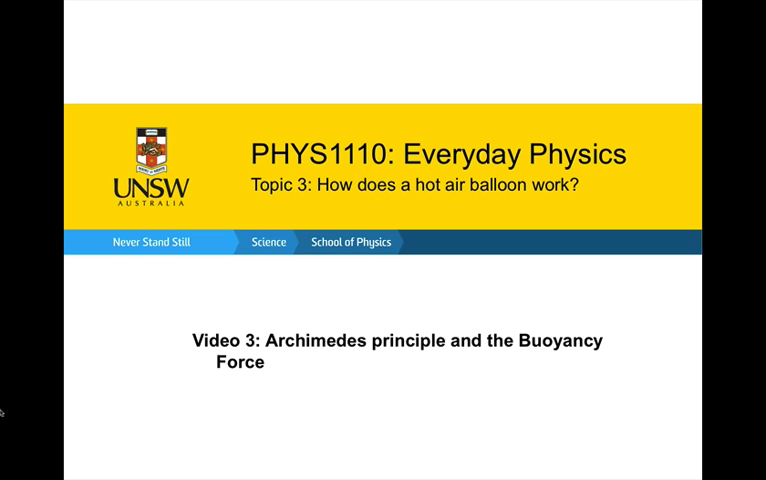 PHYS1110: Everyday Physics
Topic 3: How does a hot air balloon work?
UNSW
AUSTRALIA
Never Stand Still
Science
School of Physics
Video 3: Archimedes principle and the Buoyancy
Force